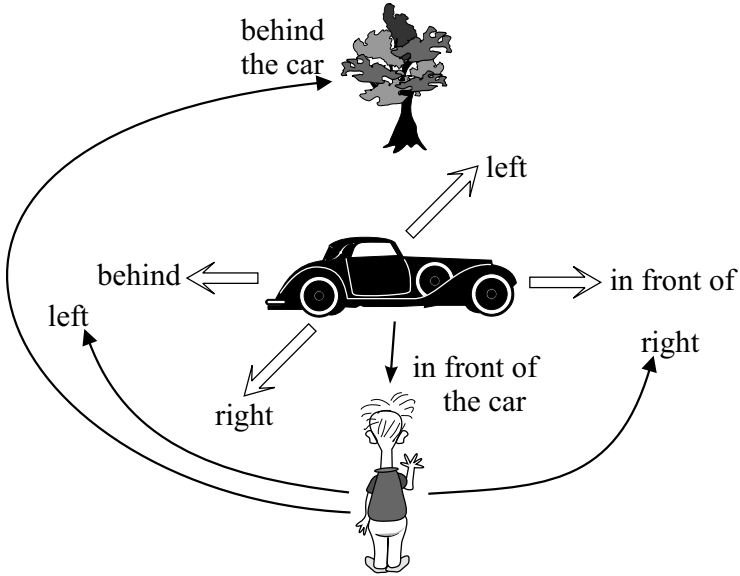 behind
the car
left
behind
in front of
left
right
in front of
the car
right